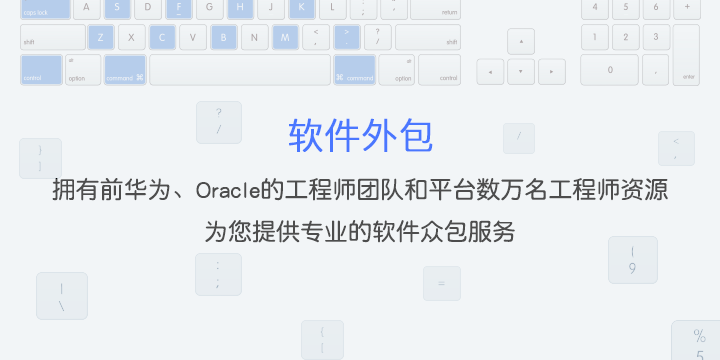 caps lock A S D F G H J K L : ; " , return 4 5 6 +
shift Z X C V B N M < , > . ? / shift 1 2 3 enter
control alt option command ⌘ ⌘ command alt option control 0 .
? /
/
< ,
} ]
软件外包
拥有前华为、Oracle的工程师团队和平台数万名工程师资源
为您提供专业的软件众包服务
( 9
: ;
=
| \
{ [
% 5